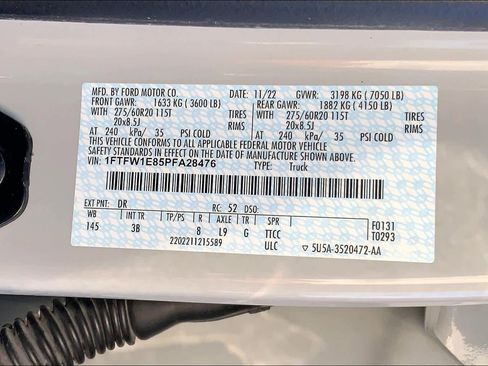 MFD. BY FORD MOTOR CO. 11/22 GVWR: 3198 KG ( 7050 LB)
FRONT GAWR: 1633 KG ( 3600 LB) REAR GAWR: 1882 KG ( 4150 LB)
WITH 275/60R20 115T TIRES WITH 275/60R20 115T TIRES
20x8.5J RIMS 20x8.5J RIMS
AT 240 kPa/ 35 PSI COLD AT 240 kPa/ 35 PSI COLD
THIS VEHICLE CONFORMS TO ALL APPLICABLE FEDERAL MOTOR VEHICLE
SAFETY STANDARDS IN EFFECT ON THE DATE OF MANUFACTURE SHOWN ABOVE.
VIN: 1FTFW1E85PFA28476 TYPE: Truck
EXT PNT: DR RC: 52 DSO:
WB INT TR TP/PS R AXLE TR SPR F0131
145 3B 8 L9 G TTCC T0293
2202211215589 ULC 5U5A-3520472-AA